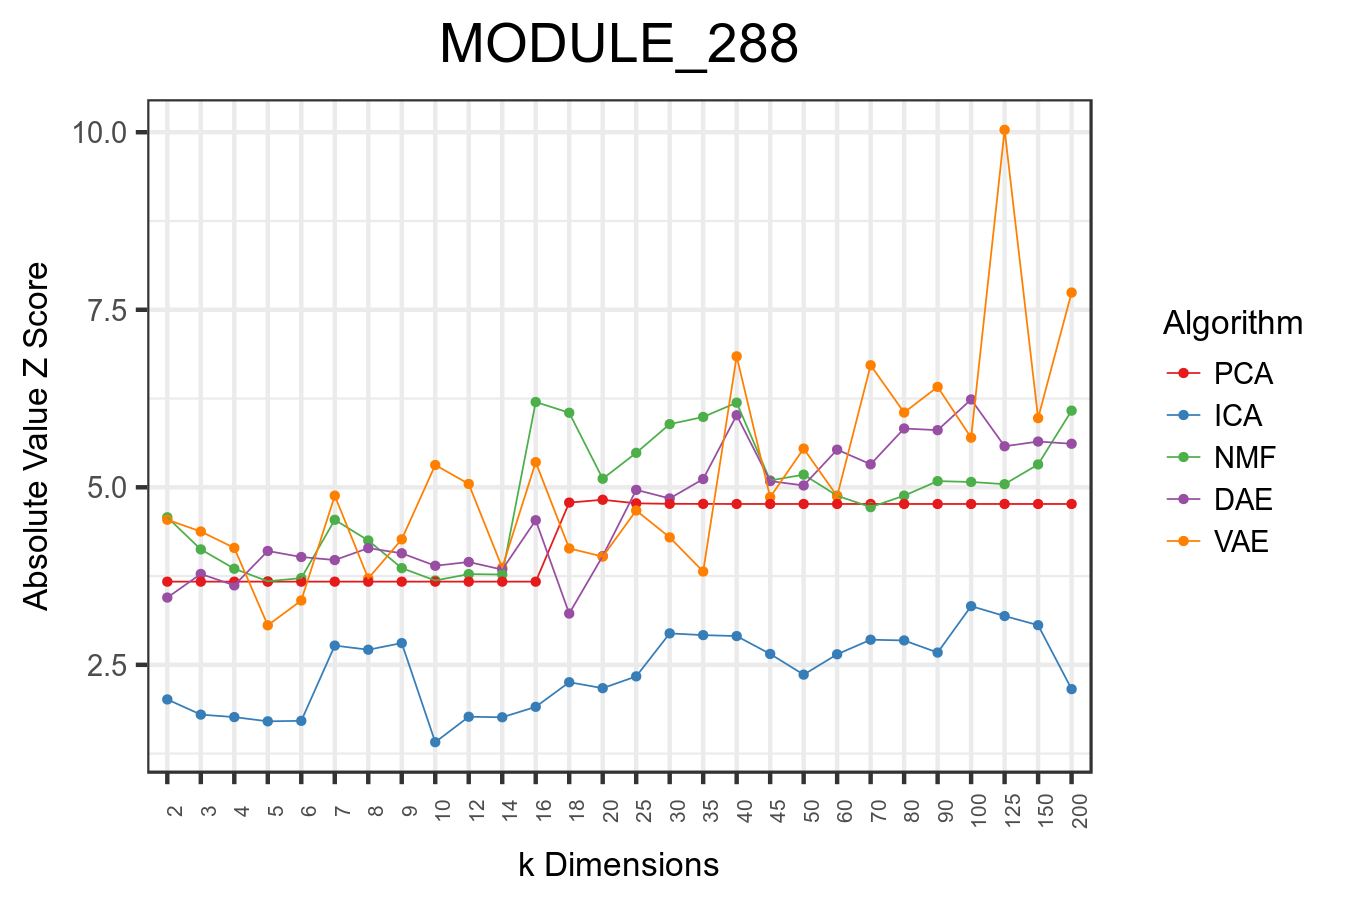 MODULE_288
Absolute Value Z Score
10.0
7.5
5.0
2.5
2 3 4 5 6 7 8 9 10 12 14 16 18 20 25 30 35 40 45 50 60 70 80 90 100 125 150 200
k Dimensions
Algorithm
PCA
ICA
NMF
DAE
VAE